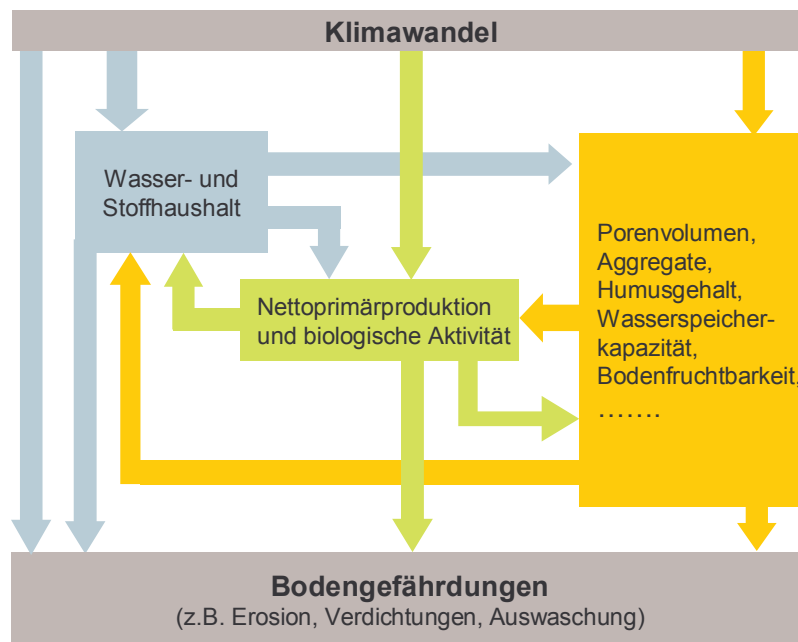 Klimawandel
Wasser- und
Stoffhaushalt
Nettoprimärproduktion
und biologische Aktivität
Porenvolumen,
Aggregate,
Humusgehalt,
Wasserspeicher-
kapazität,
Bodenfruchtbarkeit,
.......
Bodengefährdungen
(z.B. Erosion, Verdichtungen, Auswaschung)